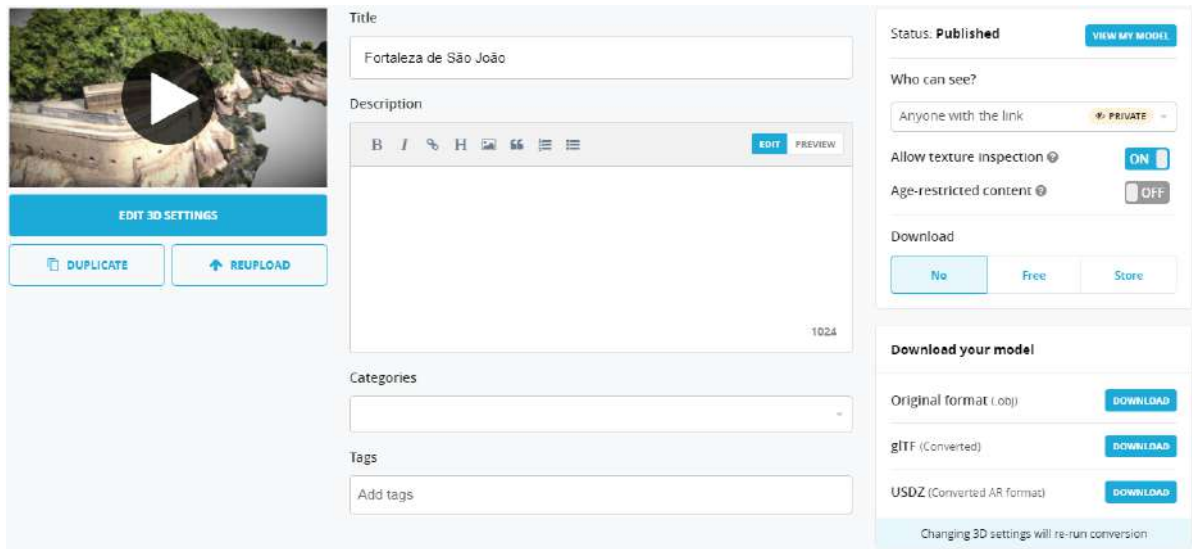 EDIT 3D SETTINGS
DUPLICATE
REUPLOAD
Title
Fortaleza de São João
Description
B I H
EDIT PREVIEW
1024
Categories
Tags
Add tags
Status: Published
VIEW MY MODEL
Who can see?
Anyone with the link PRIVATE
Allow texture inspection ? ON
Age-restricted content ? OFF
Download
No Free Store
Download your model
Original format (.obj) DOWNLOAD
glTF (Converted) DOWNLOAD
USDZ (Converted AR format) DOWNLOAD
Changing 3D settings will re-run conversion